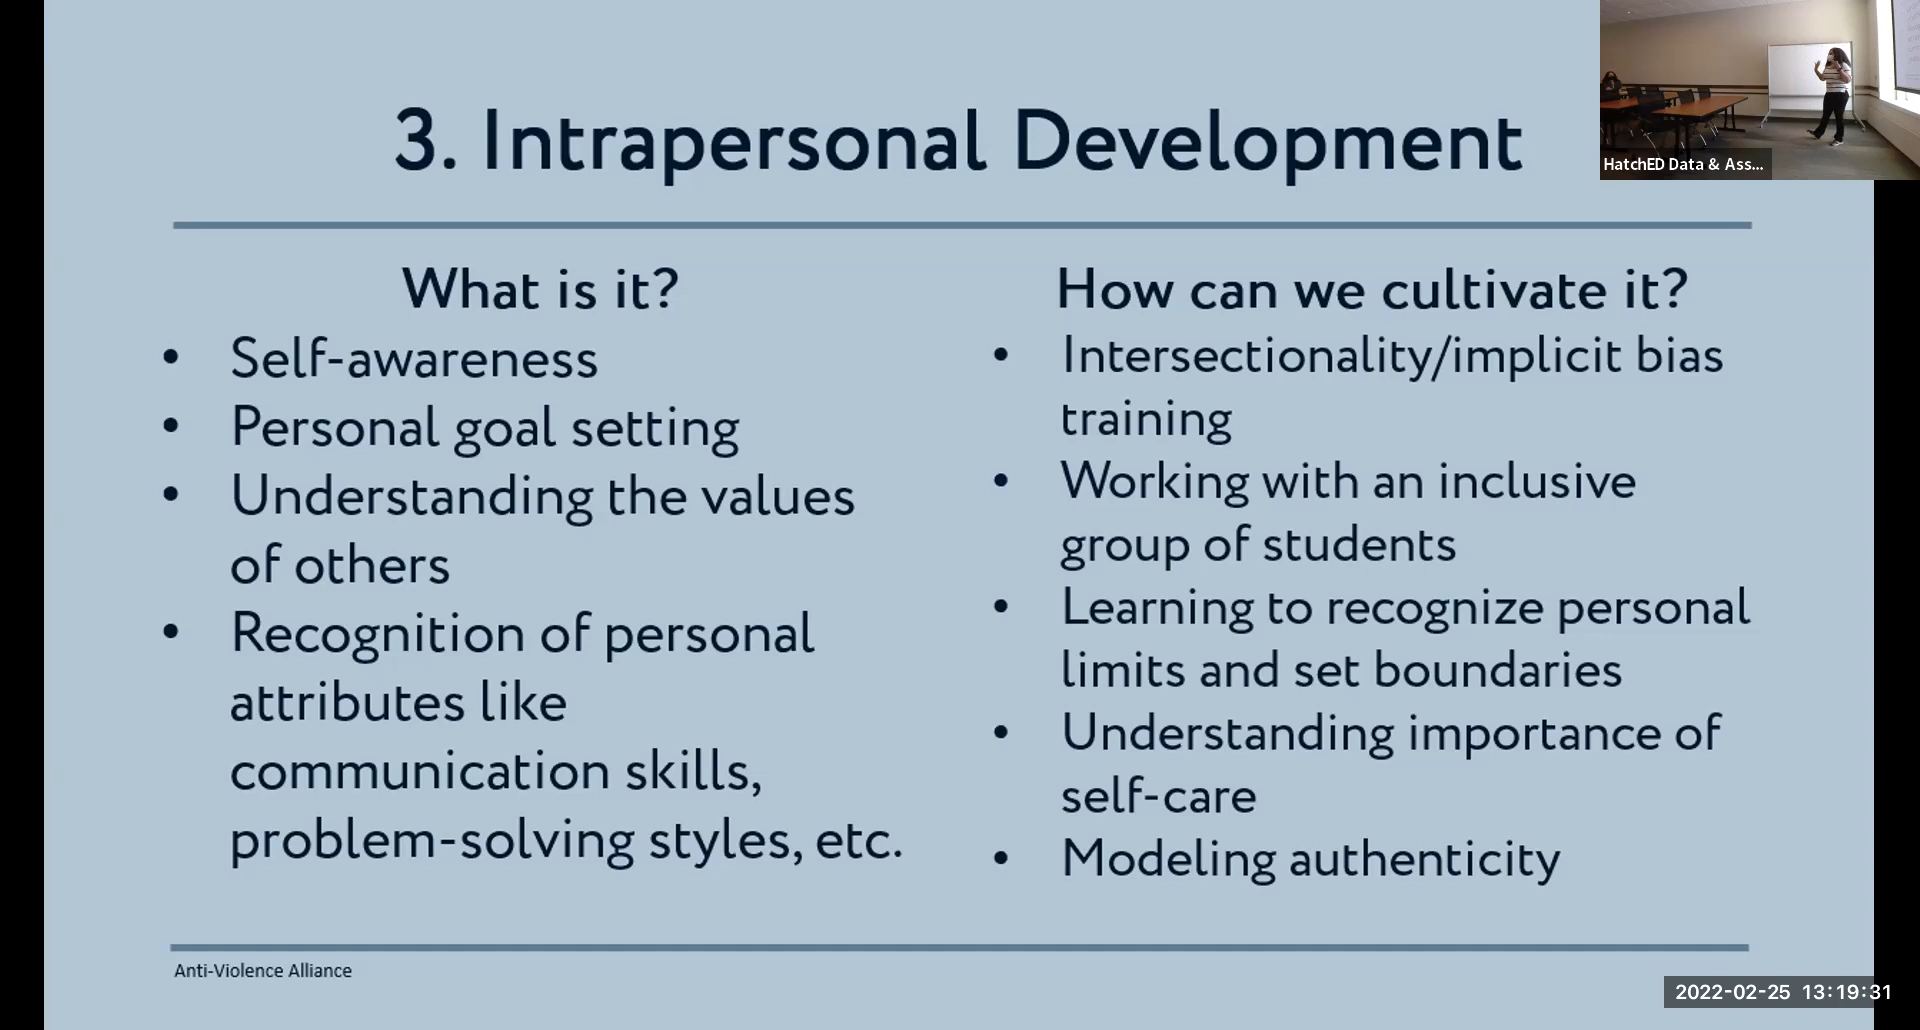 3. Intrapersonal Development
HatchED Data & Ass...
What is it?
• Self-awareness
• Personal goal setting
• Understanding the values
of others
• Recognition of personal
attributes like
communication skills,
problem-solving styles, etc.
How can we cultivate it?
• Intersectionality/implicit bias
training
• Working with an inclusive
group of students
• Learning to recognize personal
limits and set boundaries
• Understanding importance of
self-care
• Modeling authenticity
Anti-Violence Alliance
2022-02-25 13:19:31